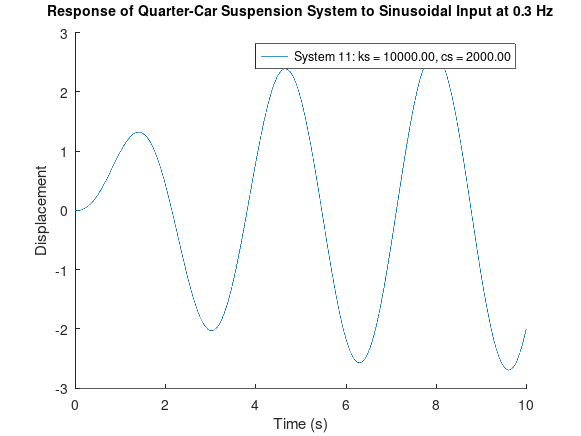 Response of Quarter-Car Suspension System to Sinusoidal Input at 0.3 Hz
System 11: ks = 10000.00, cs = 2000.00
Displacement
3
2
1
0
-1
-2
-3
0 2 4 6 8 10
Time (s)